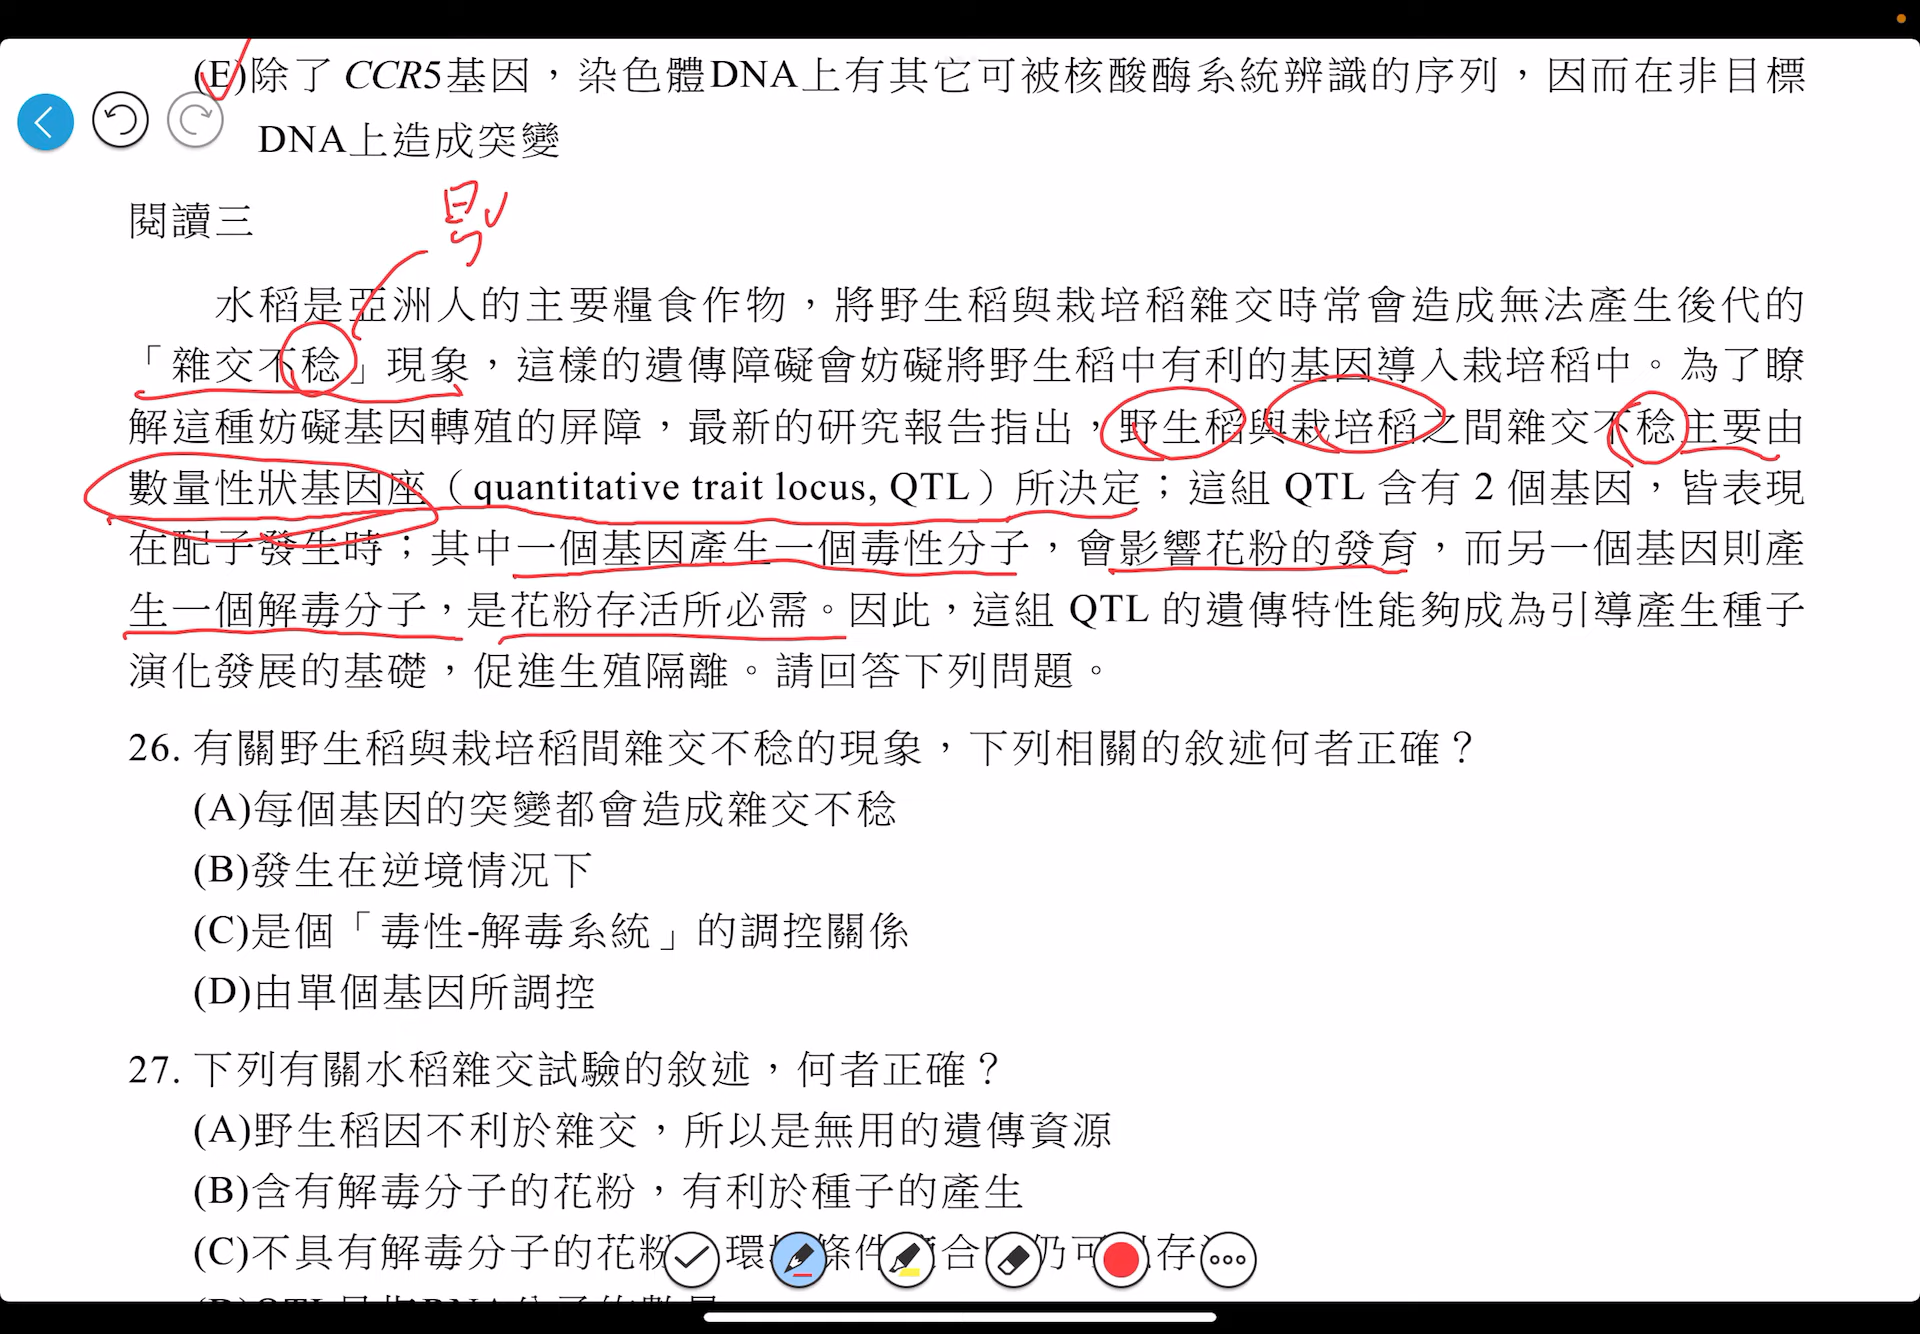 (E)除了CCR5基因，染色體DNA上有其它可被核酸酶系統辨識的序列，因而在非目標
DNA上造成突變
ㄖㄣˇ
閱讀三
水稻是亞洲人的主要糧食作物，將野生稻與栽培稻雜交時常會造成無法產生後代的
「雜交不稔」現象，這樣的遺傳障礙會妨礙將野生稻中有利的基因導入栽培稻中。為了瞭
解這種妨礙基因轉殖的屏障，最新的研究報告指出，野生稻與栽培稻之間雜交不稔主要由
數量性狀基因座（quantitative trait locus, QTL）所決定；這組 QTL 含有 2 個基因，皆表現
在配子發生時；其中一個基因產生一個毒性分子，會影響花粉的發育，而另一個基因則產
生一個解毒分子，是花粉存活所必需。因此，這組 QTL 的遺傳特性能夠成為引導產生種子
演化發展的基礎，促進生殖隔離。請回答下列問題。
26. 有關野生稻與栽培稻間雜交不稔的現象，下列相關的敘述何者正確？
(A)每個基因的突變都會造成雜交不稔
(B)發生在逆境情況下
(C)是個「毒性-解毒系統」的調控關係
(D)由單個基因所調控
27. 下列有關水稻雜交試驗的敘述，何者正確？
(A)野生稻因不利於雜交，所以是無用的遺傳資源
(B)含有解毒分子的花粉，有利於種子的產生
(C)不具有解毒分子的花粉 環 條件 合 仍可 存